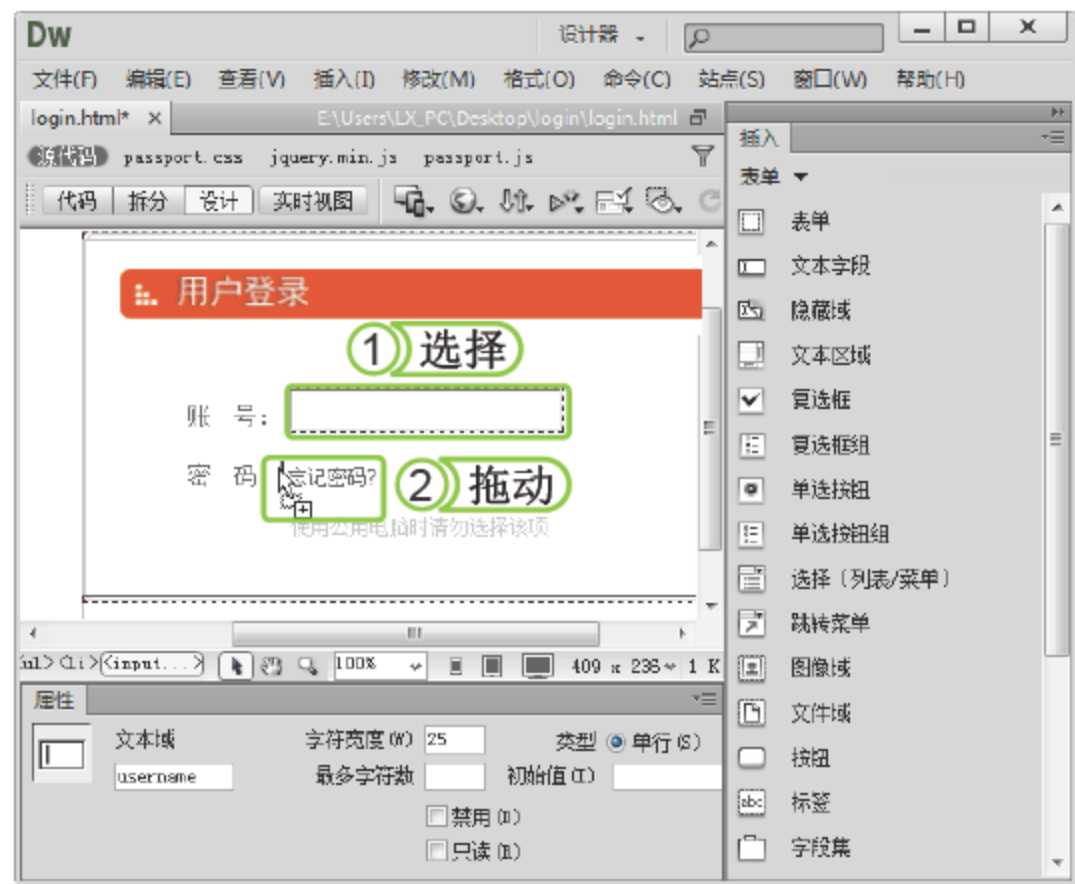 Dw
设计器
文件(F) 编辑(E) 查看(V) 插入(I) 修改(M) 格式(O) 命令(C) 站点(S) 窗口(W) 帮助(H)
login.html* × E:\Users\LX_PC\Desktop\login\login.html
源代码 passport.css jquery.min.js passport.js
代码 拆分 设计 实时视图
用户登录
1 选择
账 号:
密 码 忘记密码?
2 拖动
使用公用电脑时请勿选择该项
<li> <input...> 100% 409 x 236 1 K
属性
文本域 字符宽度(W) 25 类型 单行(S)
username 最多字符数 初始值(I)
禁用(D)
只读(R)
插入
表单
表单
文本字段
隐藏域
文本区域
复选框
复选框组
单选按钮
单选按钮组
选择(列表/菜单)
跳转菜单
图像域
文件域
按钮
abc 标签
字段集